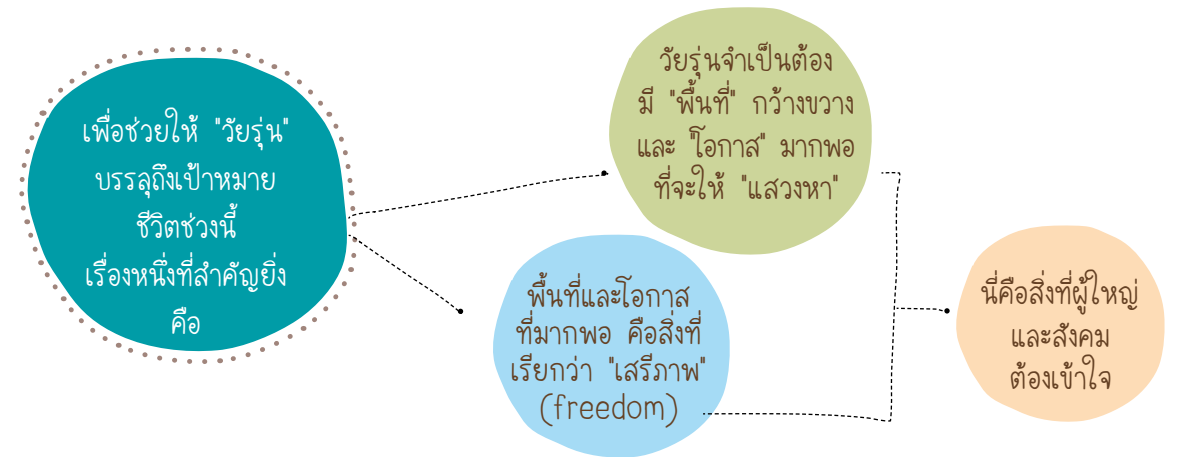 เพื่อช่วยให้ "วัยรุ่น"
บรรลุถึงเป้าหมาย
ชีวิตช่วงนี้
เรื่องหนึ่งที่สำคัญยิ่ง
คือ
วัยรุ่นจำเป็นต้อง
มี "พื้นที่" กว้างขวาง
และ "โอกาส" มากพอ
ที่จะให้ "แสวงหา"
พื้นที่และโอกาส
ที่มากพอ คือสิ่งที่
เรียกว่า "เสรีภาพ"
(freedom)
นี่คือสิ่งที่ผู้ใหญ่
และสังคม
ต้องเข้าใจ